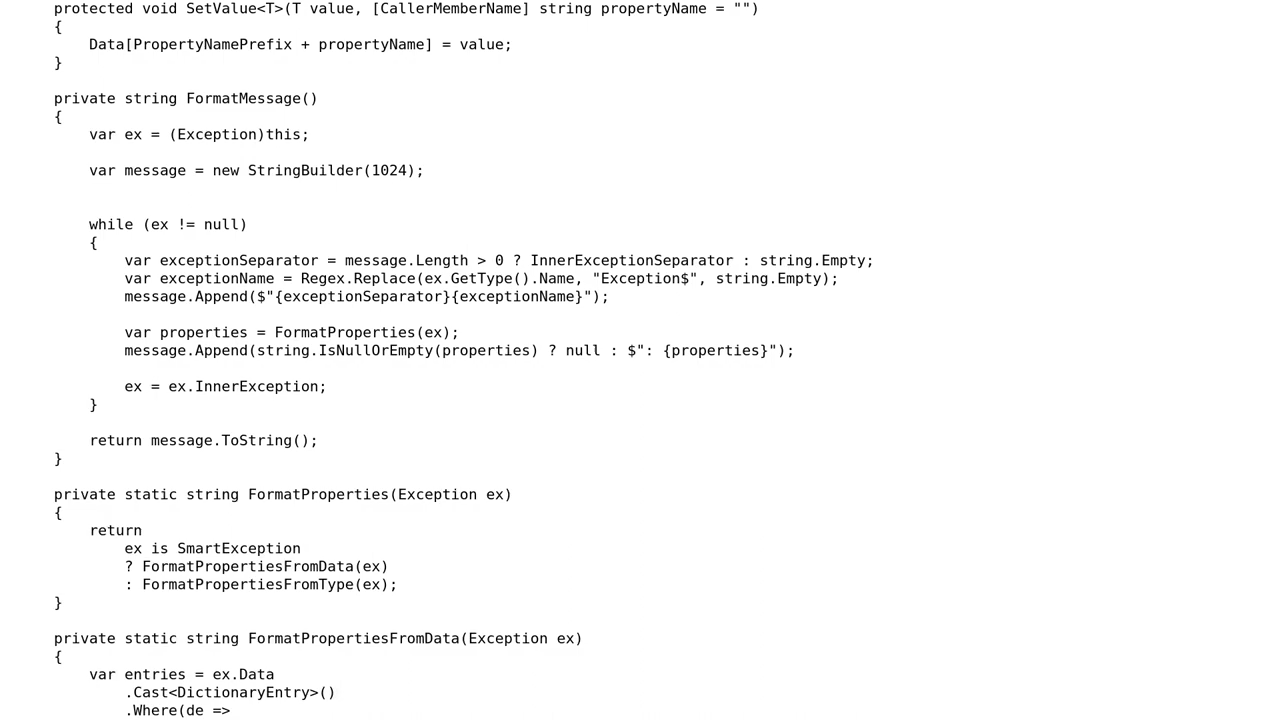 protected void SetValue<T>(T value, [CallerMemberName] string propertyName = "")
{
    Data[PropertyNamePrefix + propertyName] = value;
}

private string FormatMessage()
{
    var ex = (Exception)this;

    var message = new StringBuilder(1024);


    while (ex != null)
    {
        var exceptionSeparator = message.Length > 0 ? InnerExceptionSeparator : string.Empty;
        var exceptionName = Regex.Replace(ex.GetType().Name, "Exception$", string.Empty);
        message.Append($"{exceptionSeparator}{exceptionName}");

        var properties = FormatProperties(ex);
        message.Append(string.IsNullOrEmpty(properties) ? null : $": {properties}");

        ex = ex.InnerException;
    }

    return message.ToString();
}

private static string FormatProperties(Exception ex)
{
    return
        ex is SmartException
        ? FormatPropertiesFromData(ex)
        : FormatPropertiesFromType(ex);
}

private static string FormatPropertiesFromData(Exception ex)
{
    var entries = ex.Data
        .Cast<DictionaryEntry>()
        .Where(de =>